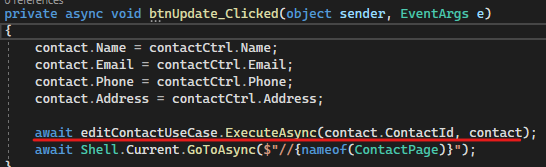 0 references
private async void btnUpdate_Clicked(object sender, EventArgs e)
{
contact.Name = contactCtrl.Name;
contact.Email = contactCtrl.Email;
contact.Phone = contactCtrl.Phone;
contact.Address = contactCtrl.Address;
await editContactUseCase.ExecuteAsync(contact.ContactId, contact);
await Shell.Current.GoToAsync($"//{nameof(ContactPage)}");
}